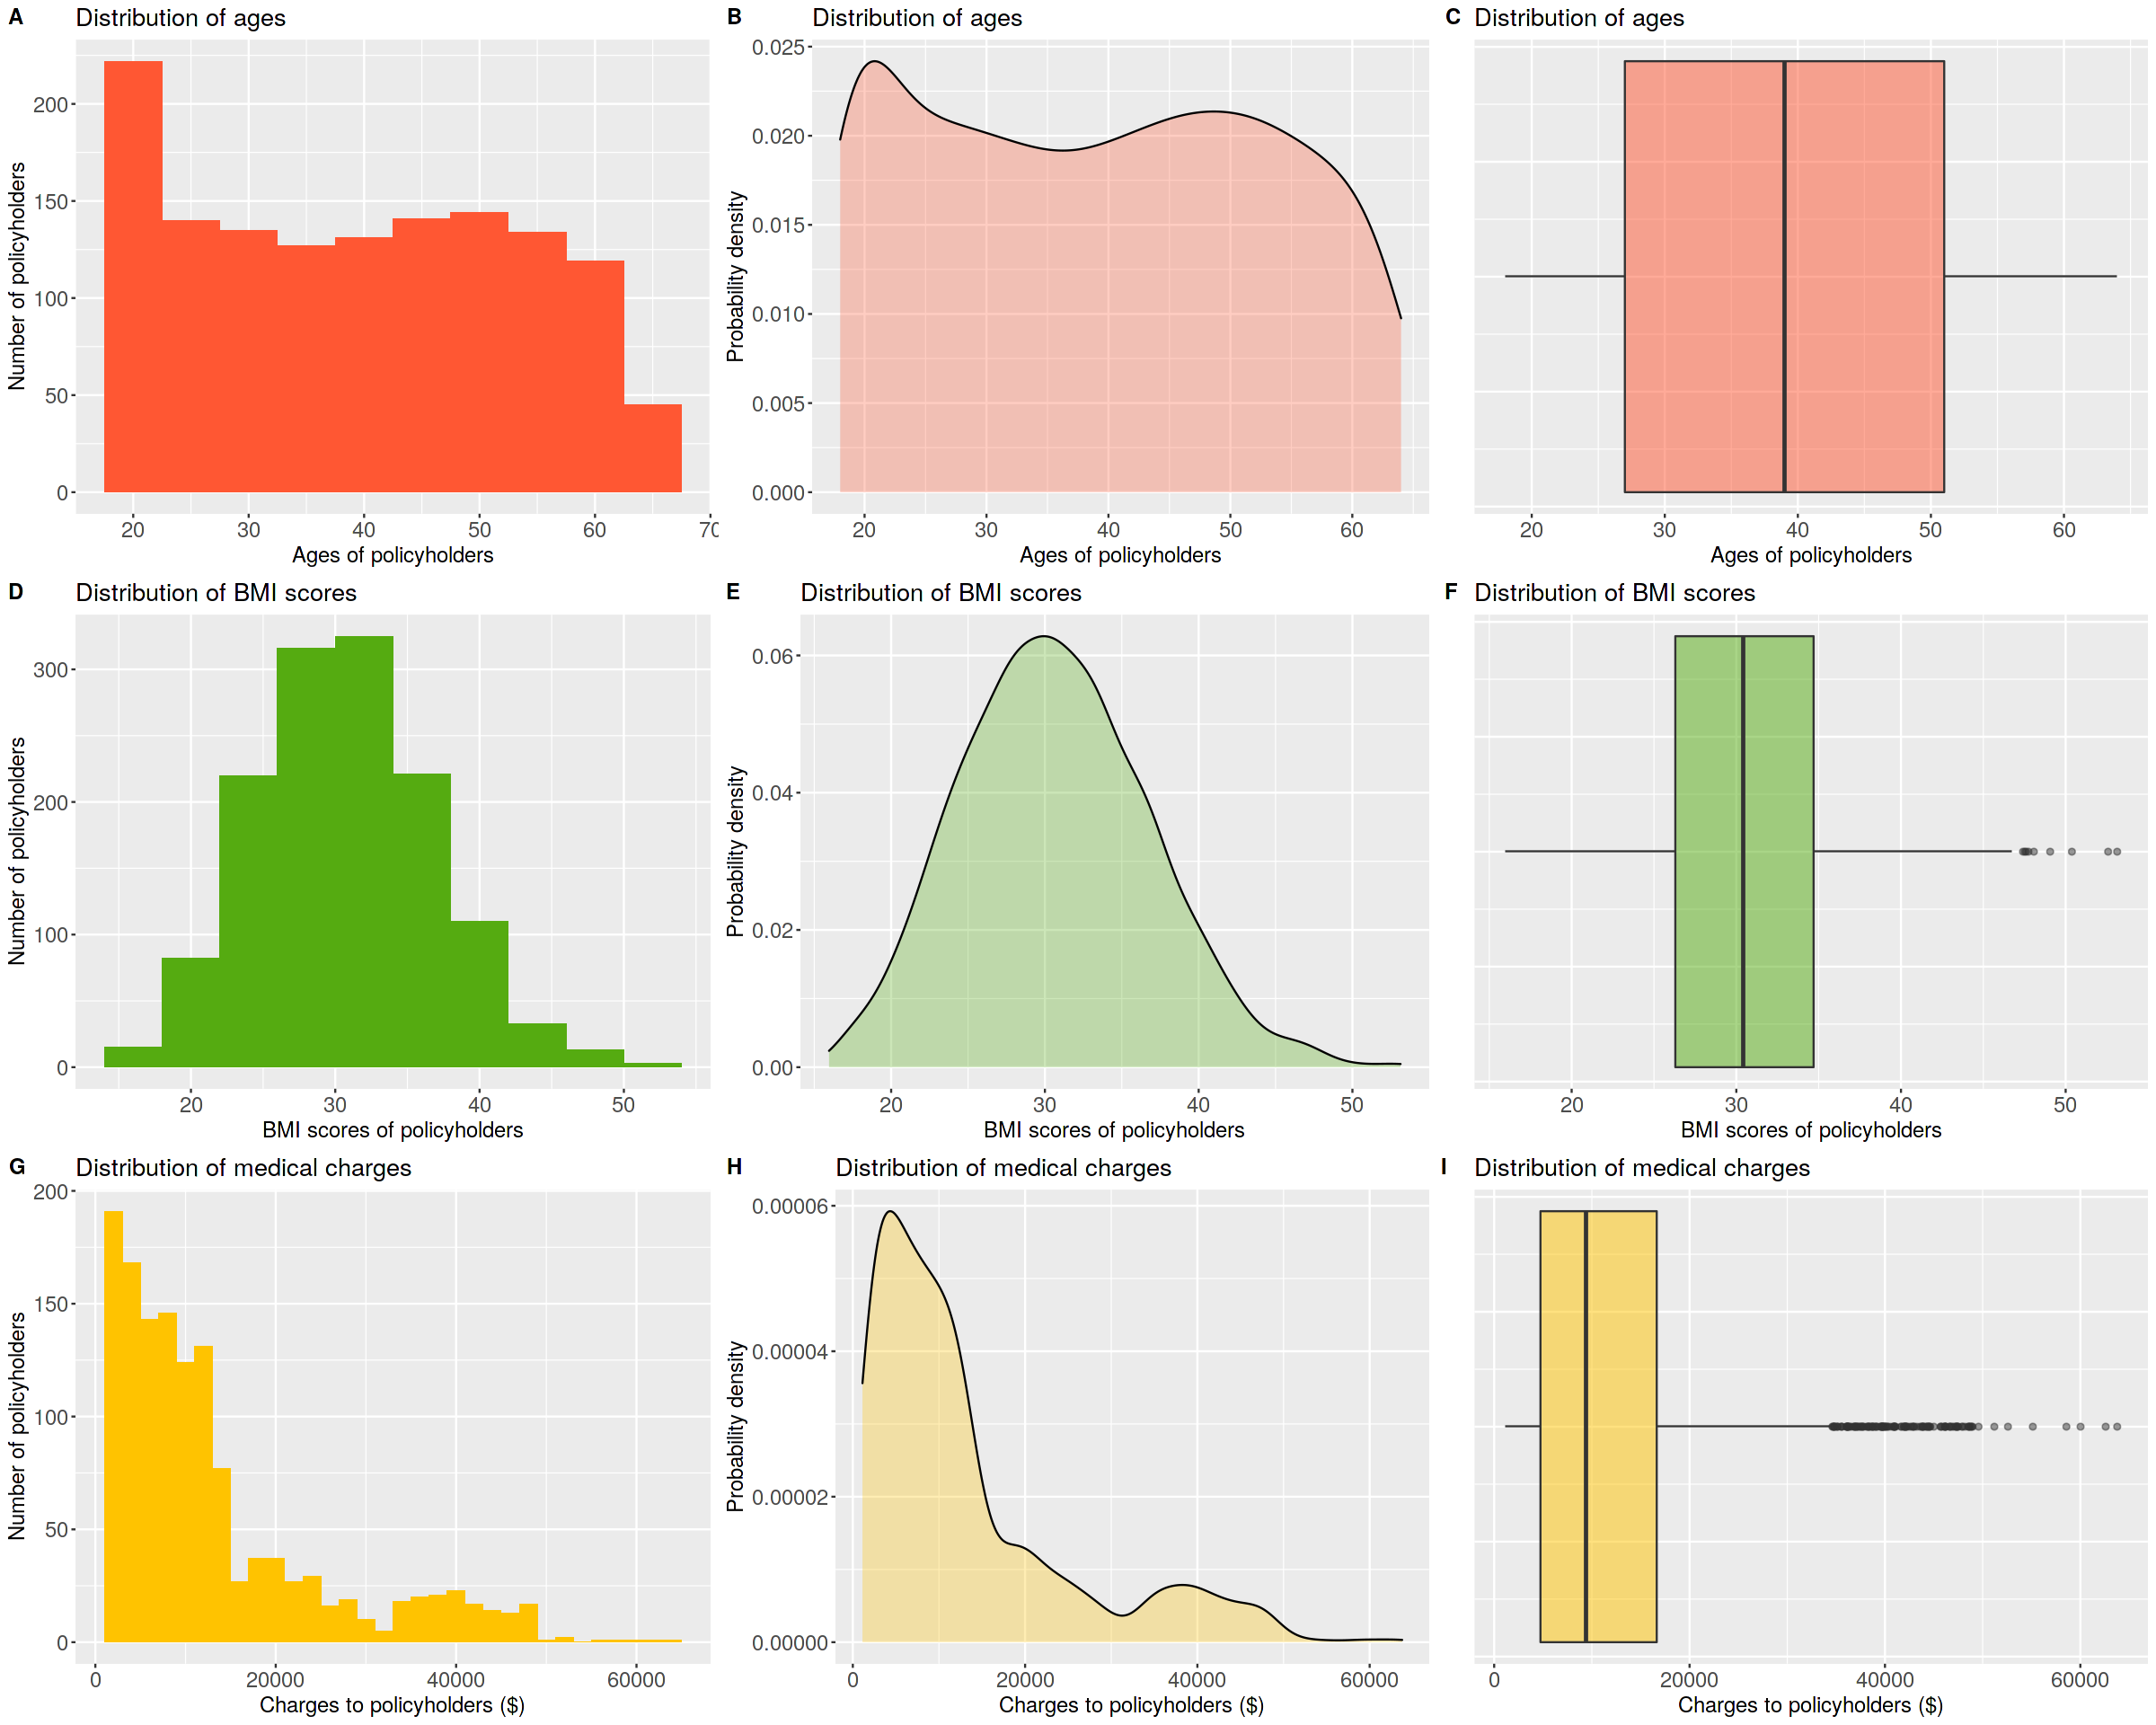 A Distribution of ages
Number of policyholders
200
150
100
50
0
20 30 40 50 60 70
Ages of policyholders
B Distribution of ages
Probability density
0.025
0.020
0.015
0.010
0.005
0.000
20 30 40 50 60
Ages of policyholders
C Distribution of ages
20 30 40 50 60
Ages of policyholders
D Distribution of BMI scores
Number of policyholders
300
200
100
0
20 30 40 50
BMI scores of policyholders
E Distribution of BMI scores
Probability density
0.06
0.04
0.02
0.00
20 30 40 50
BMI scores of policyholders
F Distribution of BMI scores
20 30 40 50
BMI scores of policyholders
G Distribution of medical charges
Number of policyholders
200
150
100
50
0
0 20000 40000 60000
Charges to policyholders ($)
H Distribution of medical charges
Probability density
0.00006
0.00004
0.00002
0.00000
0 20000 40000 60000
Charges to policyholders ($)
I Distribution of medical charges
0 20000 40000 60000
Charges to policyholders ($)